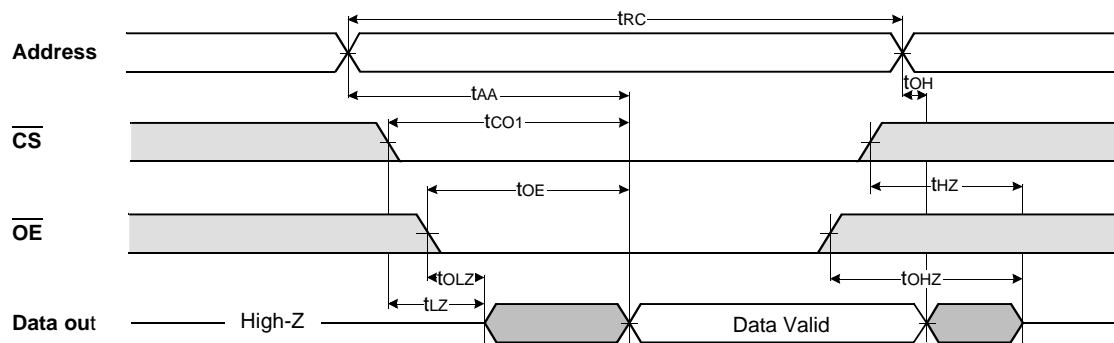 tRC
Address
tOH
tAA
tCO1
CS
tHZ
tOE
OE
tOHZ
tOLZ
tLZ
High-Z
Data Valid
Data out